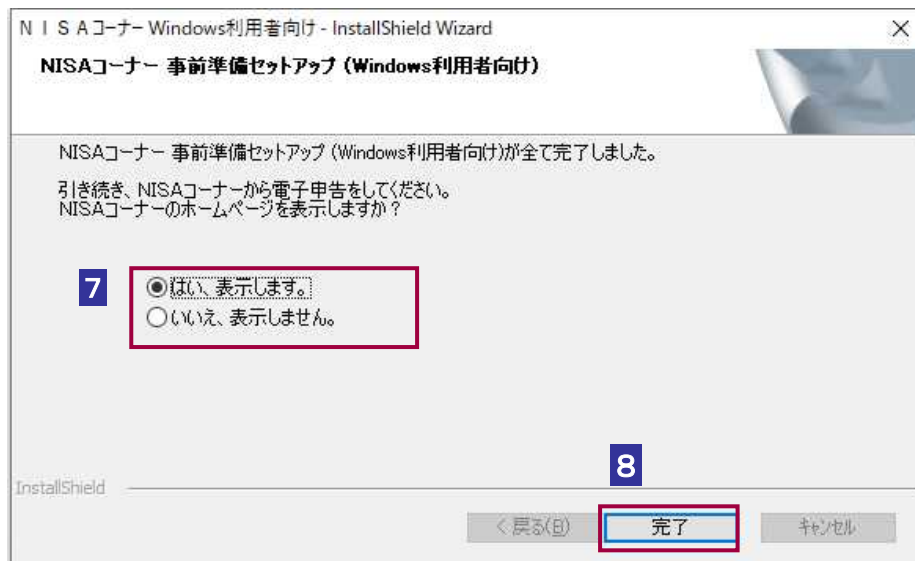 ＮＩＳＡコーナー Windows利用者向け - InstallShield Wizard
NISAコーナー 事前準備セットアップ (Windows利用者向け)
NISAコーナー 事前準備セットアップ (Windows利用者向け)が全て完了しました。
引き続き、NISAコーナーから電子申告をしてください。
NISAコーナーのホームページを表示しますか？
7
はい、表示します。
いいえ、表示しません。
8
InstallShield
< 戻る(B)
完了
キャンセル